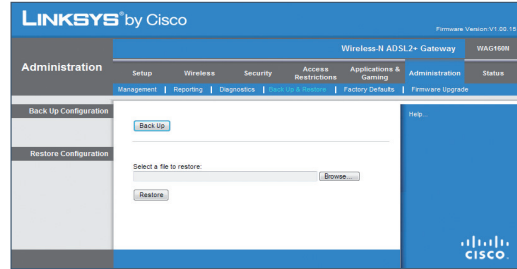 LINKSYS® by Cisco
Firmware Version:V1.00.15
Wireless-N ADSL2+ Gateway WAG160N
Administration
Setup Wireless Security Access Restrictions Applications & Gaming Administration Status
Management | Reporting | Diagnostics | Back Up & Restore | Factory Defaults | Firmware Upgrade
Back Up Configuration
Back Up
Help...
Restore Configuration
Select a file to restore:
Browse...
Restore
CISCO.